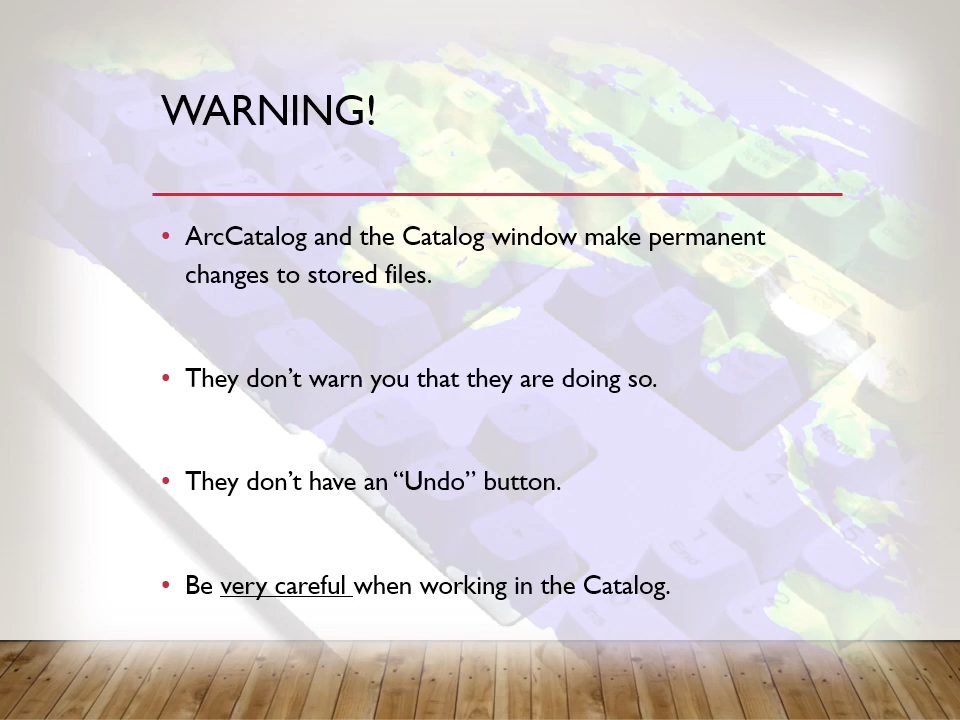 WARNING!
• ArcCatalog and the Catalog window make permanent
changes to stored files.
• They don’t warn you that they are doing so.
• They don’t have an “Undo” button.
• Be very careful when working in the Catalog.